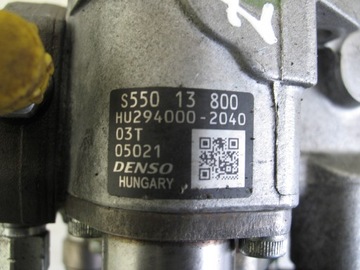 S550 13 800
HU294000-2040
03T
05021
DENSO
HUNGARY